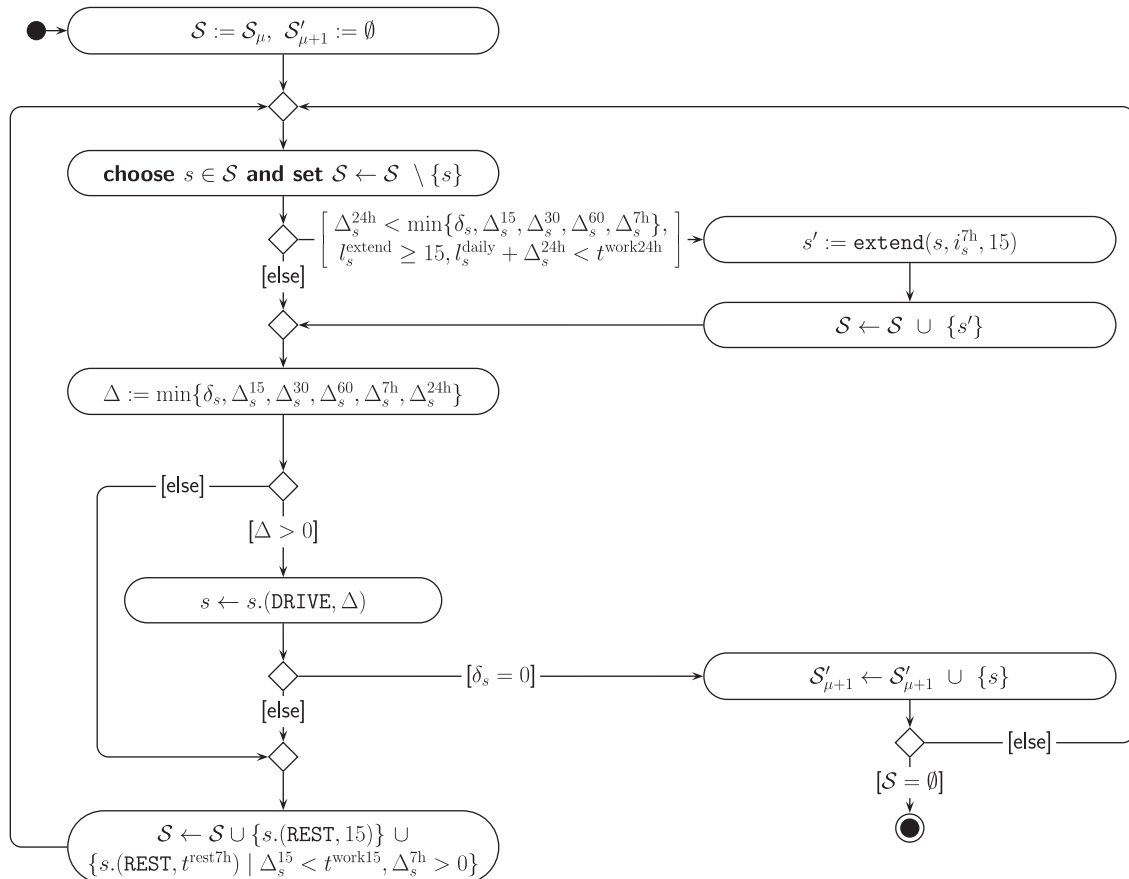 𝒮 := 𝒮_μ, 𝒮′_{μ+1} := ∅
choose s ∈ 𝒮 and set 𝒮 ← 𝒮 \ {s}
[Δ_s^{24h} < min{δ_s, Δ_s^{15}, Δ_s^{30}, Δ_s^{60}, Δ_s^{7h}},
l_s^{extend} ≥ 15, l_s^{daily} + Δ_s^{24h} < t^{work24h}]
s′ := extend(s, i_s^{7h}, 15)
[else]
𝒮 ← 𝒮 ∪ {s′}
Δ := min{δ_s, Δ_s^{15}, Δ_s^{30}, Δ_s^{60}, Δ_s^{7h}, Δ_s^{24h}}
[else]
[Δ > 0]
s ← s.(DRIVE, Δ)
[δ_s = 0]
𝒮′_{μ+1} ← 𝒮′_{μ+1} ∪ {s}
[else]
[else]
[𝒮 = ∅]
𝒮 ← 𝒮 ∪ {s.(REST, 15)} ∪
{s.(REST, t^{rest7h}) | Δ_s^{15} < t^{work15}, Δ_s^{7h} > 0}